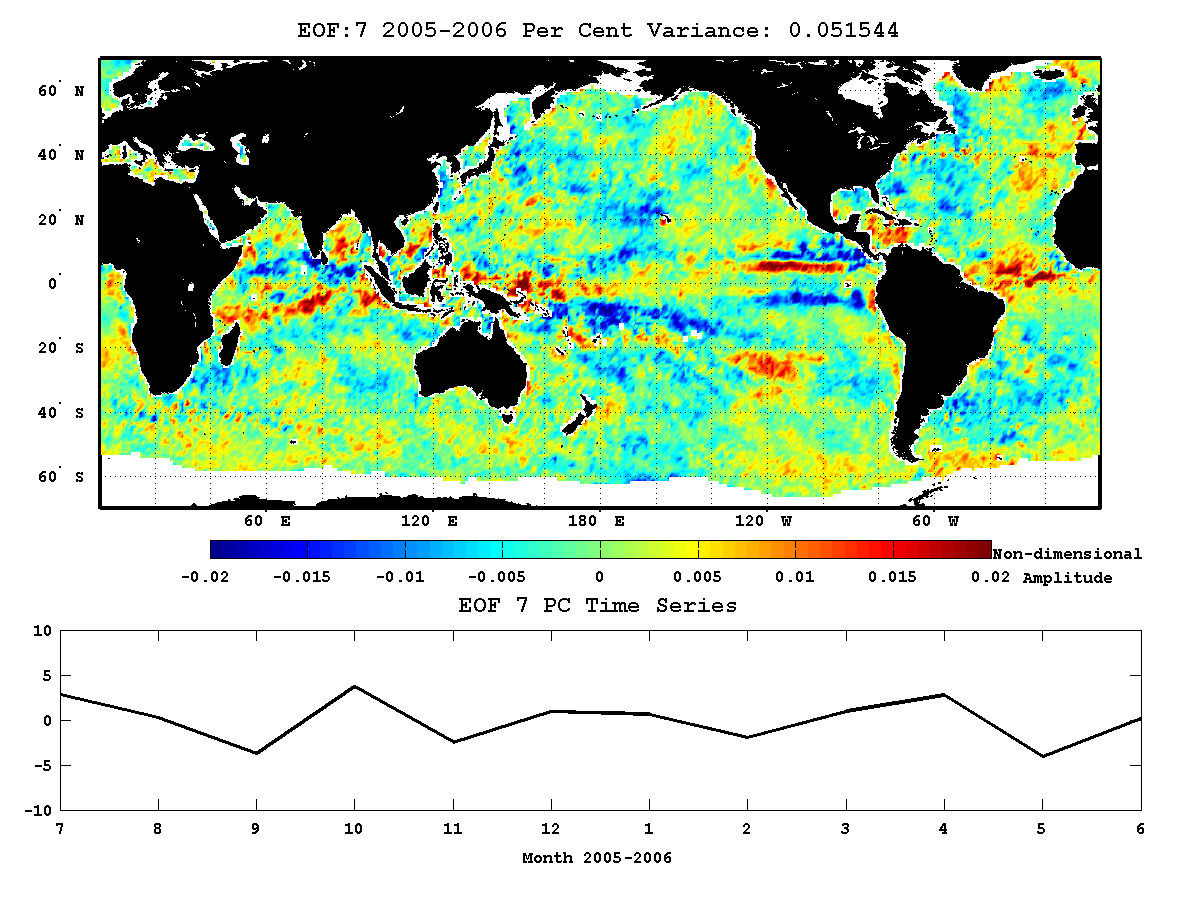 EOF:7 2005-2006 Per Cent Variance: 0.051544
60° N
40° N
20° N
0°
20° S
40° S
60° S
60 E 120 E 180 E 120 W 60 W
Non-dimensional
-0.02 -0.015 -0.01 -0.005 0 0.005 0.01 0.015 0.02 Amplitude
EOF 7 PC Time Series
10
5
0
-5
-10
7 8 9 10 11 12 1 2 3 4 5 6
Month 2005-2006